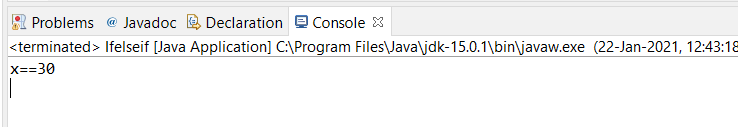 Problems @ Javadoc Declaration Console
<terminated> Ifelseif [Java Application] C:\Program Files\Java\jdk-15.0.1\bin\javaw.exe (22-Jan-2021, 12:43:18
x==30